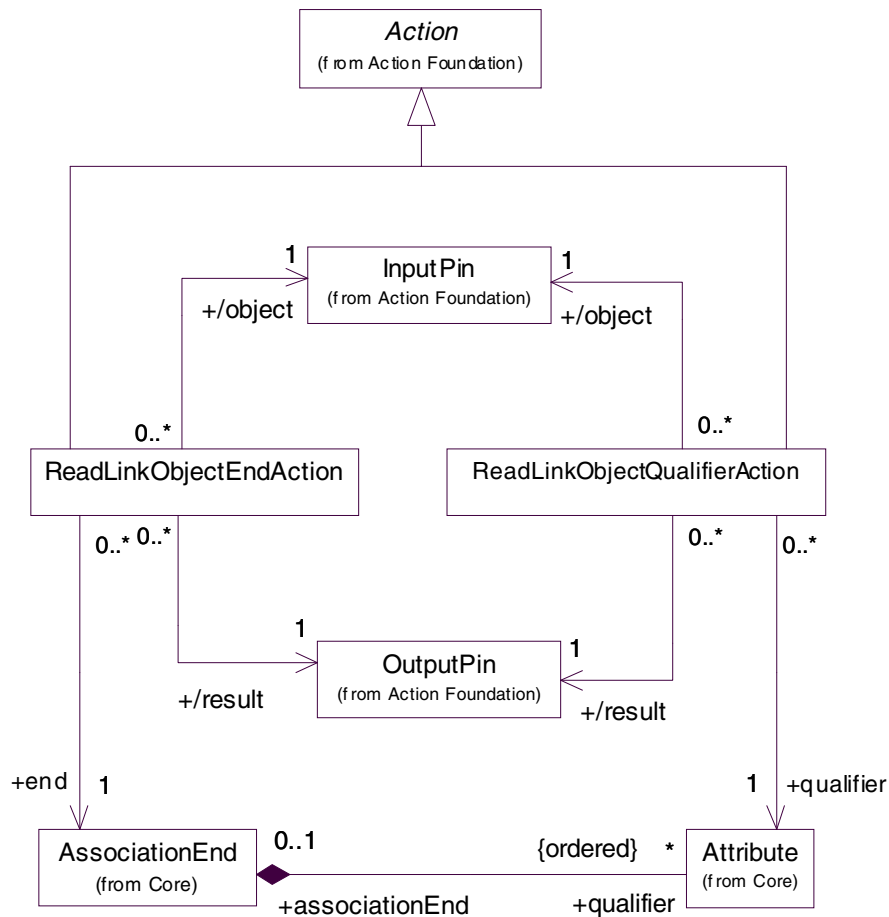 Action
(from Action Foundation)
1
InputPin
(from Action Foundation)
1
+/object
+/object
0..*
0..*
ReadLinkObjectEndAction
ReadLinkObjectQualifierAction
0..*
0..*
0..*
0..*
1
OutputPin
(from Action Foundation)
1
+/result
+/result
+end
1
1
+qualifier
AssociationEnd
(from Core)
0..1
{ordered}
*
Attribute
(from Core)
+associationEnd
+qualifier